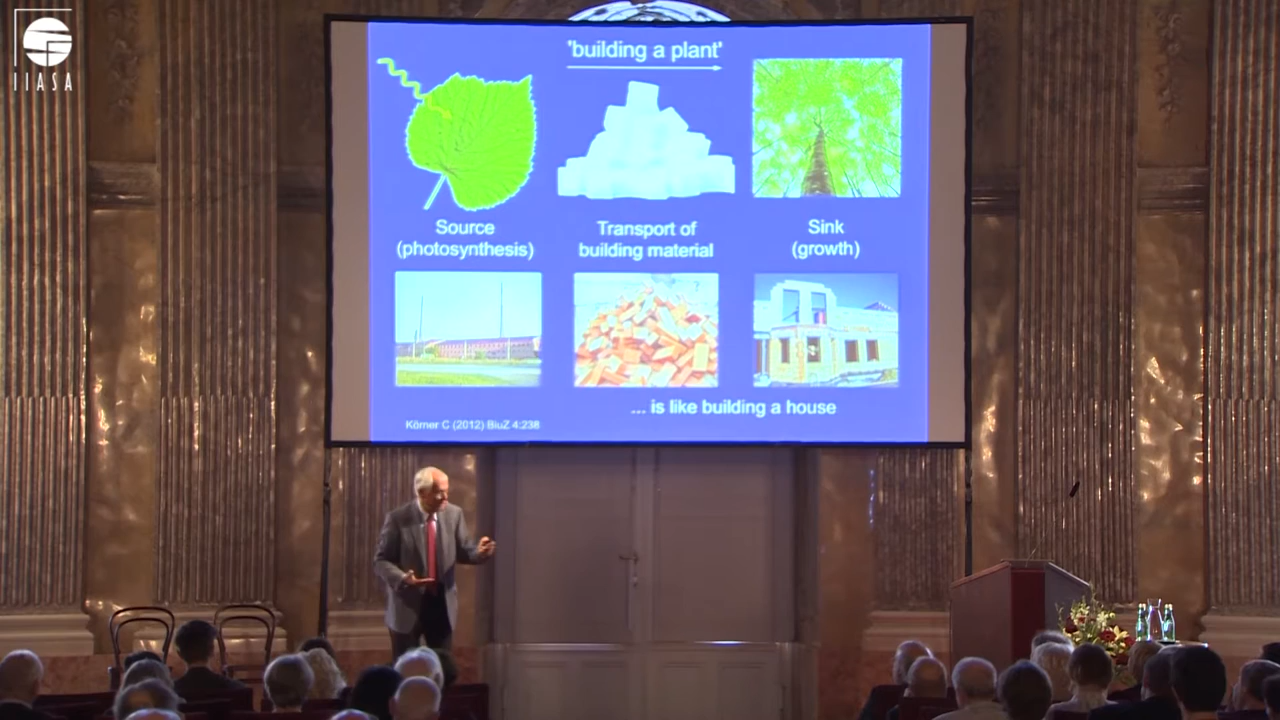 IIASA
'building a plant'
Source
(photosynthesis)
Transport of
building material
Sink
(growth)
... is like building a house
Körner C (2012) BiuZ 4:238